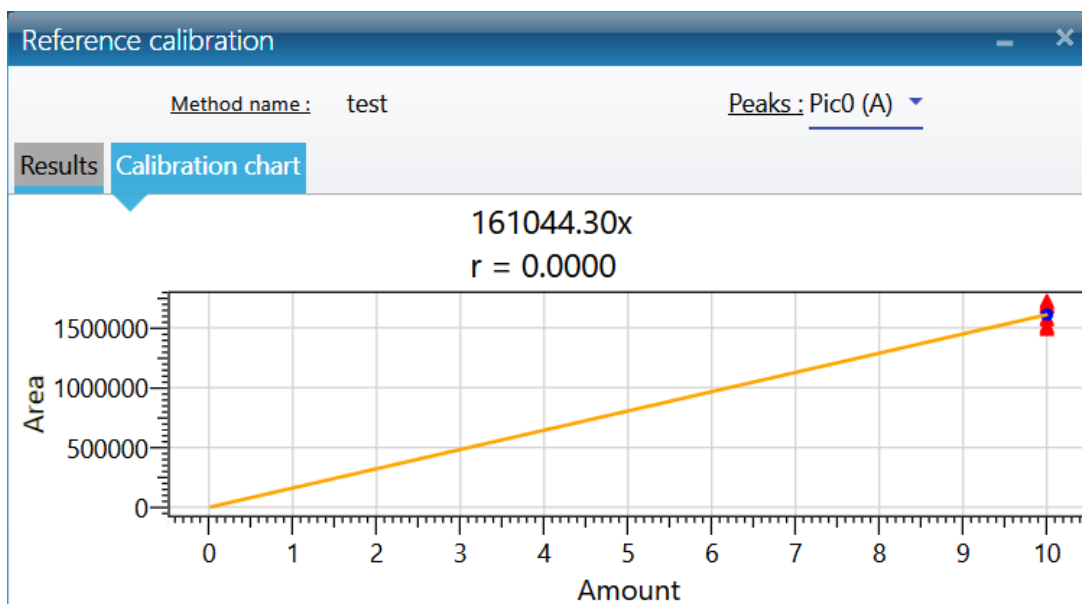 Reference calibration
Method name : test
Peaks : Pic0 (A)
Results Calibration chart
161044.30x
r = 0.0000
Area
1500000
1000000
500000
0
0 1 2 3 4 5 6 7 8 9 10
Amount